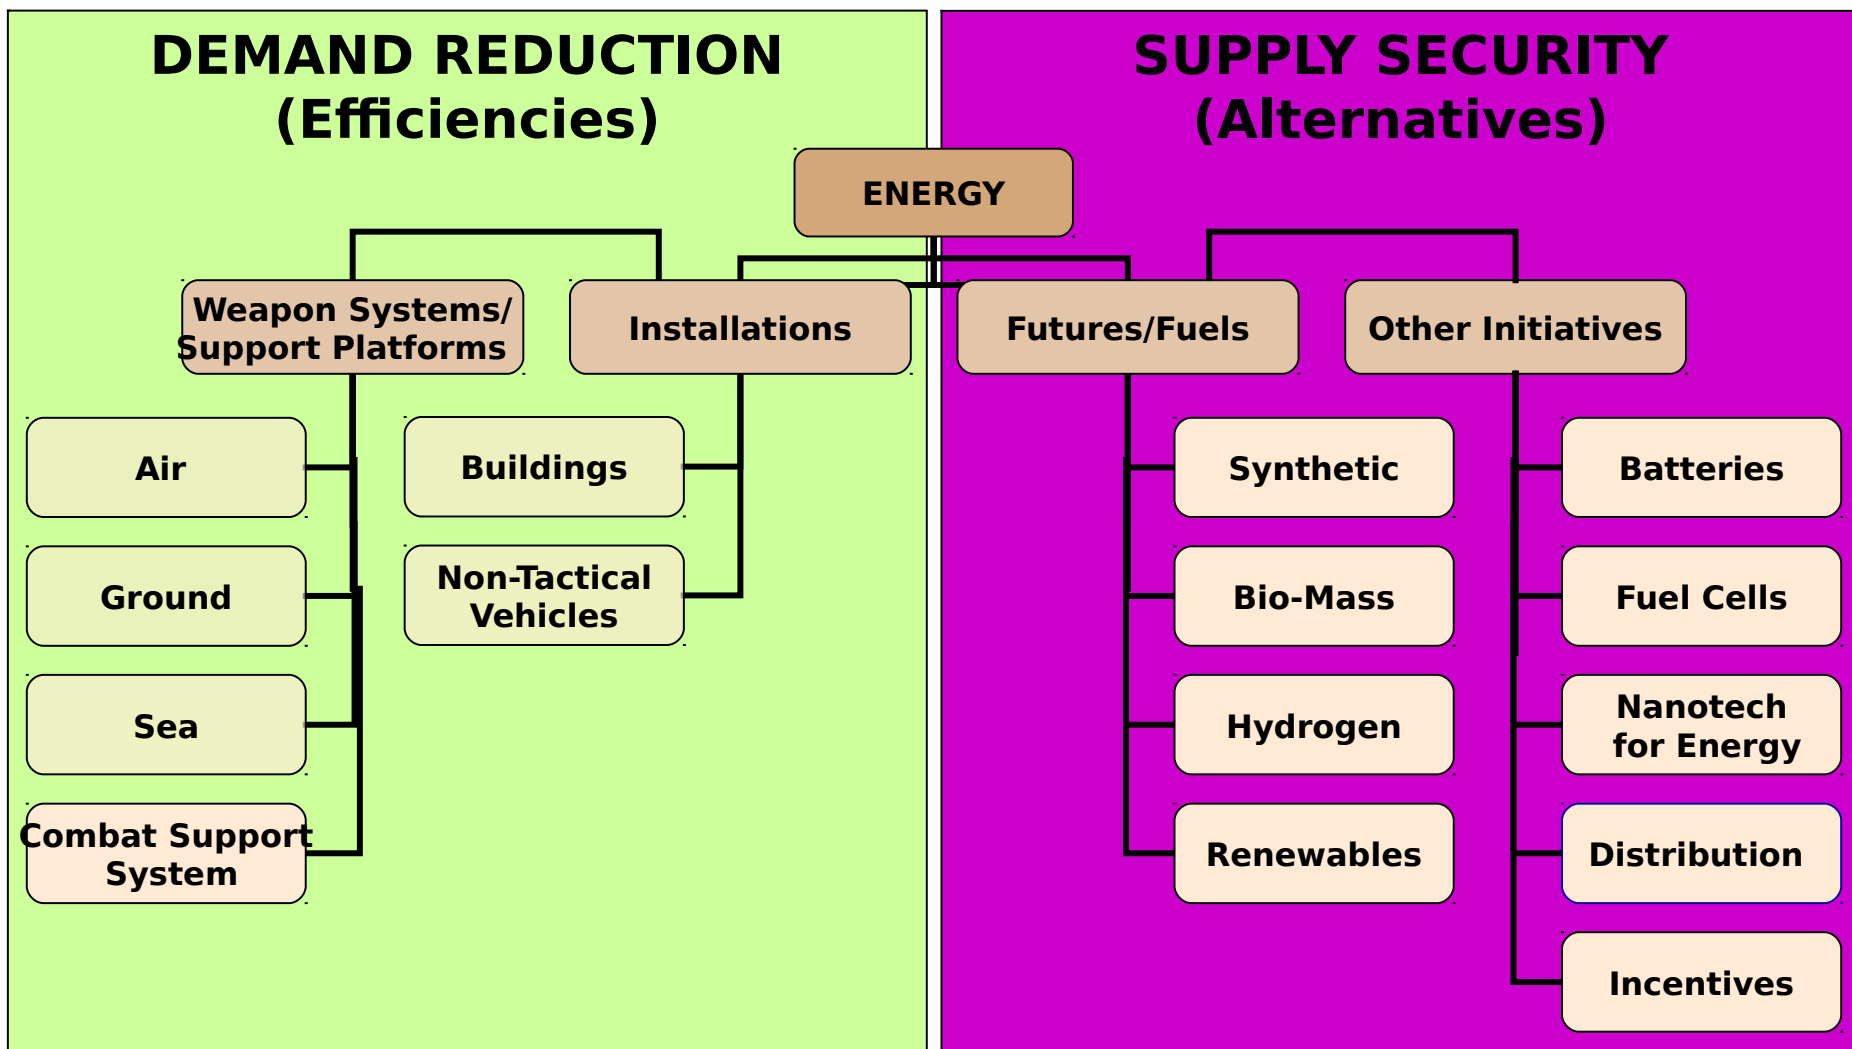 DEMAND REDUCTION
(Efficiencies)
SUPPLY SECURITY
(Alternatives)
ENERGY
Weapon Systems/
Support Platforms
Installations
Futures/Fuels
Other Initiatives
Air
Ground
Sea
Combat Support
System
Buildings
Non-Tactical
Vehicles
Synthetic
Bio-Mass
Hydrogen
Renewables
Batteries
Fuel Cells
Nanotech
for Energy
Distribution
Incentives